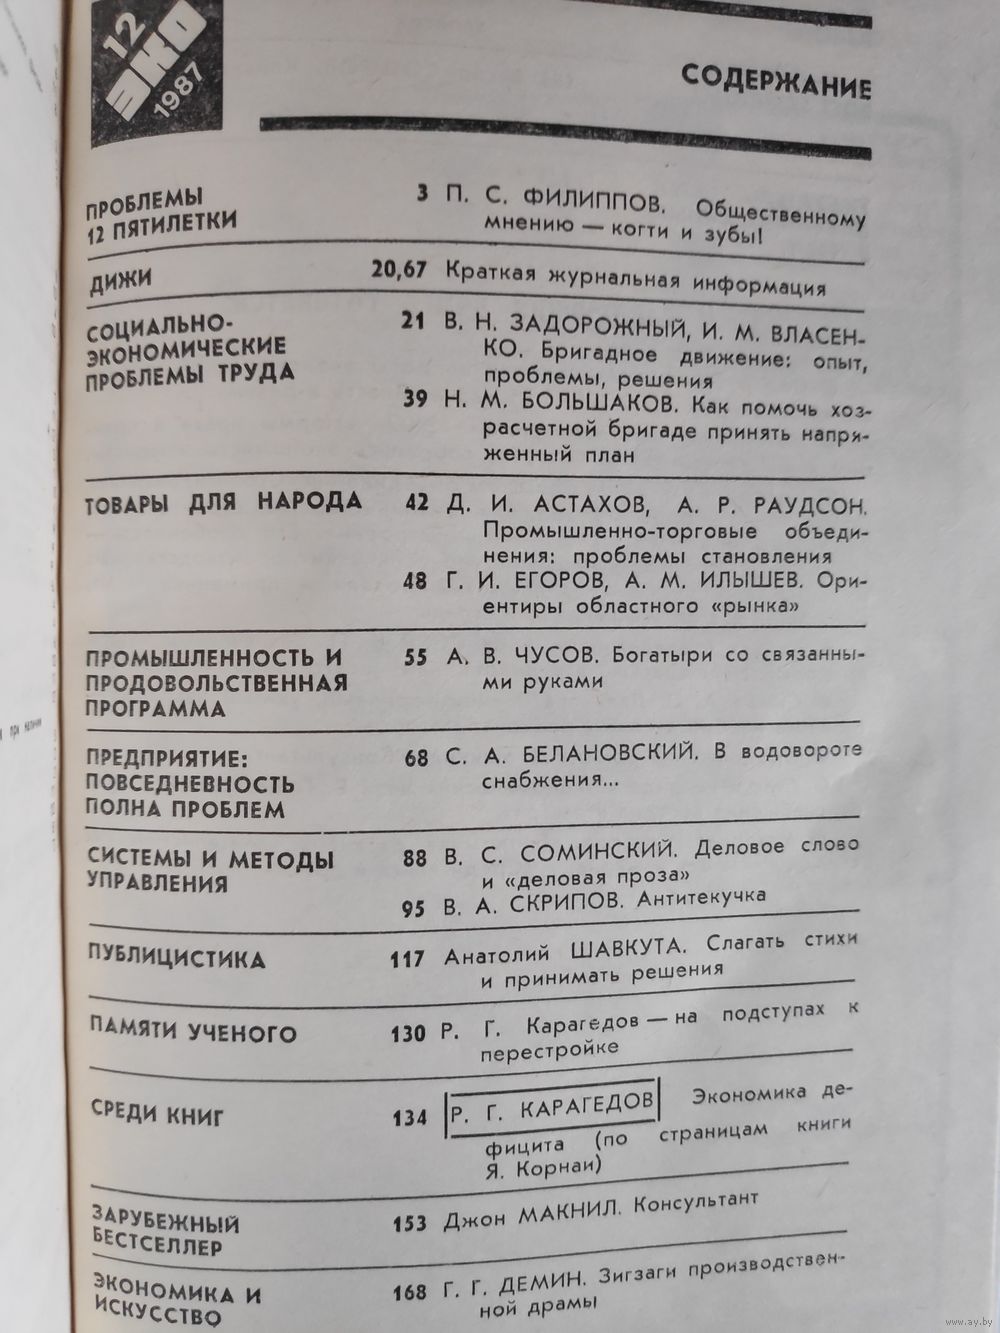 12
ЭКО
1987
СОДЕРЖАНИЕ
ПРОБЛЕМЫ
12 ПЯТИЛЕТКИ
3 П. С. ФИЛИППОВ. Общественному
мнению — когти и зубы!
ДИЖИ
20,67 Краткая журнальная информация
СОЦИАЛЬНО-
ЭКОНОМИЧЕСКИЕ
ПРОБЛЕМЫ ТРУДА
21 В. Н. ЗАДОРОЖНЫЙ, И. М. ВЛАСЕН-
КО. Бригадное движение: опыт,
проблемы, решения
39 Н. М. БОЛЬШАКОВ. Как помочь хоз-
расчетной бригаде принять напря-
женный план
ТОВАРЫ ДЛЯ НАРОДА
42 Д. И. АСТАХОВ, А. Р. РАУДСОН.
Промышленно-торговые объеди-
нения: проблемы становления
48 Г. И. ЕГОРОВ, А. М. ИЛЫШЕВ. Ори-
ентиры областного «рынка»
ПРОМЫШЛЕННОСТЬ И
ПРОДОВОЛЬСТВЕННАЯ
ПРОГРАММА
55 А. В. ЧУСОВ. Богатыри со связанны-
ми руками
ПРЕДПРИЯТИЕ:
ПОВСЕДНЕВНОСТЬ
ПОЛНА ПРОБЛЕМ
68 С. А. БЕЛАНОВСКИЙ. В водовороте
снабжения...
СИСТЕМЫ И МЕТОДЫ
УПРАВЛЕНИЯ
88 В. С. СОМИНСКИЙ. Деловое слово
и «деловая проза»
95 В. А. СКРИПОВ. Антитекучка
ПУБЛИЦИСТИКА
117 Анатолий ШАВКУТА. Слагать стихи
и принимать решения
ПАМЯТИ УЧЕНОГО
130 Р. Г. Карагедов — на подступах к
перестройке
СРЕДИ КНИГ
134 Р. Г. КАРАГЕДОВ Экономика де-
фицита (по страницам книги
Я. Корнаи)
ЗАРУБЕЖНЫЙ
БЕСТСЕЛЛЕР
153 Джон МАКНИЛ. Консультант
ЭКОНОМИКА И
ИСКУССТВО
168 Г. Г. ДЕМИН. Зигзаги производствен-
ной драмы
при наличии
www.ay.by